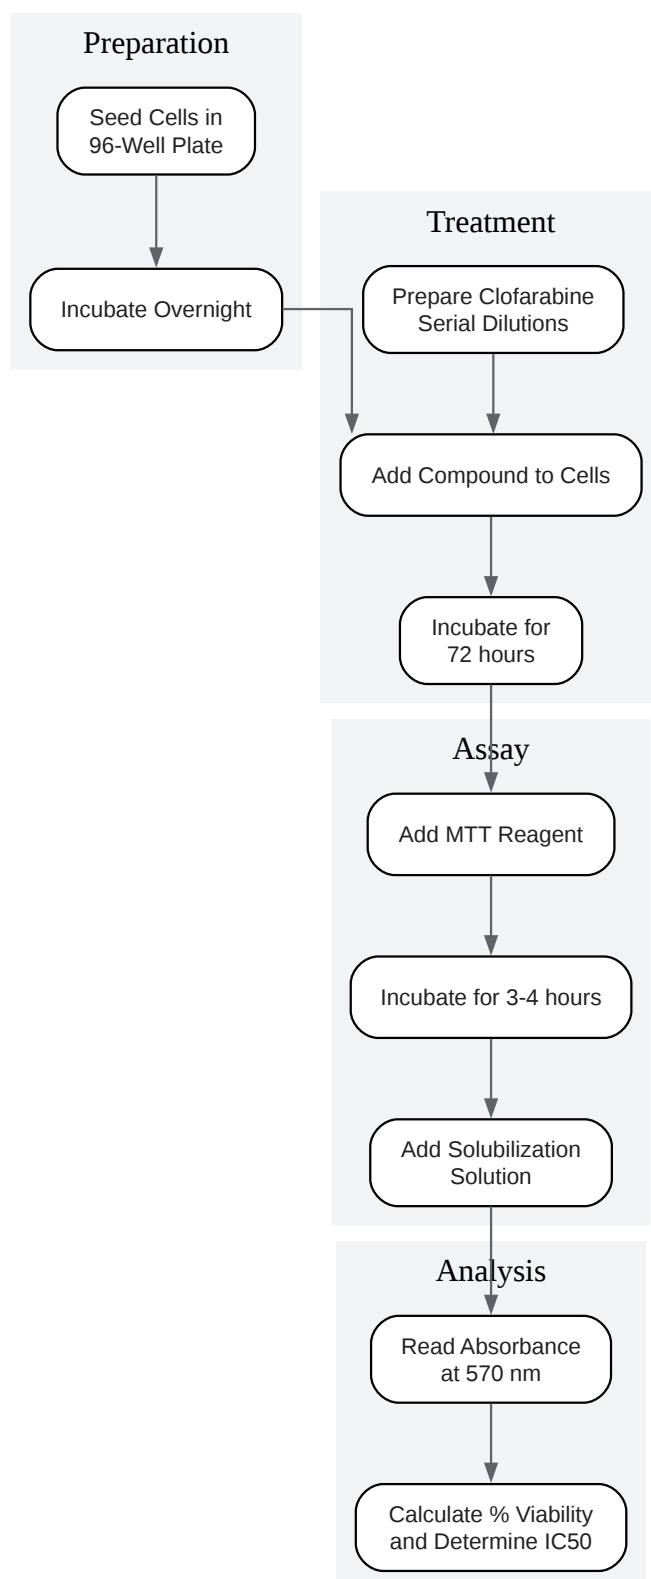 Preparation
Seed Cells in
96-Well Plate
Incubate Overnight
Treatment
Prepare Clofarabine
Serial Dilutions
Add Compound to Cells
Incubate for
72 hours
Assay
Add MTT Reagent
Incubate for 3-4 hours
Add Solubilization
Solution
Analysis
Read Absorbance
at 570 nm
Calculate % Viability
and Determine IC50